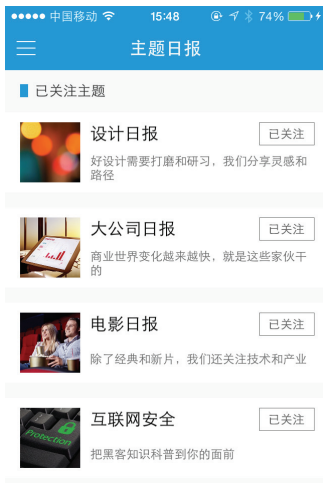 中国移动 15:48 74%
主题日报
已关注主题
设计日报 已关注
好设计需要打磨和研习，我们分享灵感和
路径
大公司日报 已关注
商业世界变化越来越快，就是这些家伙干
的
电影日报 已关注
除了经典和新片，我们还关注技术和产业
互联网安全 已关注
Protection
把黑客知识科普到你的面前